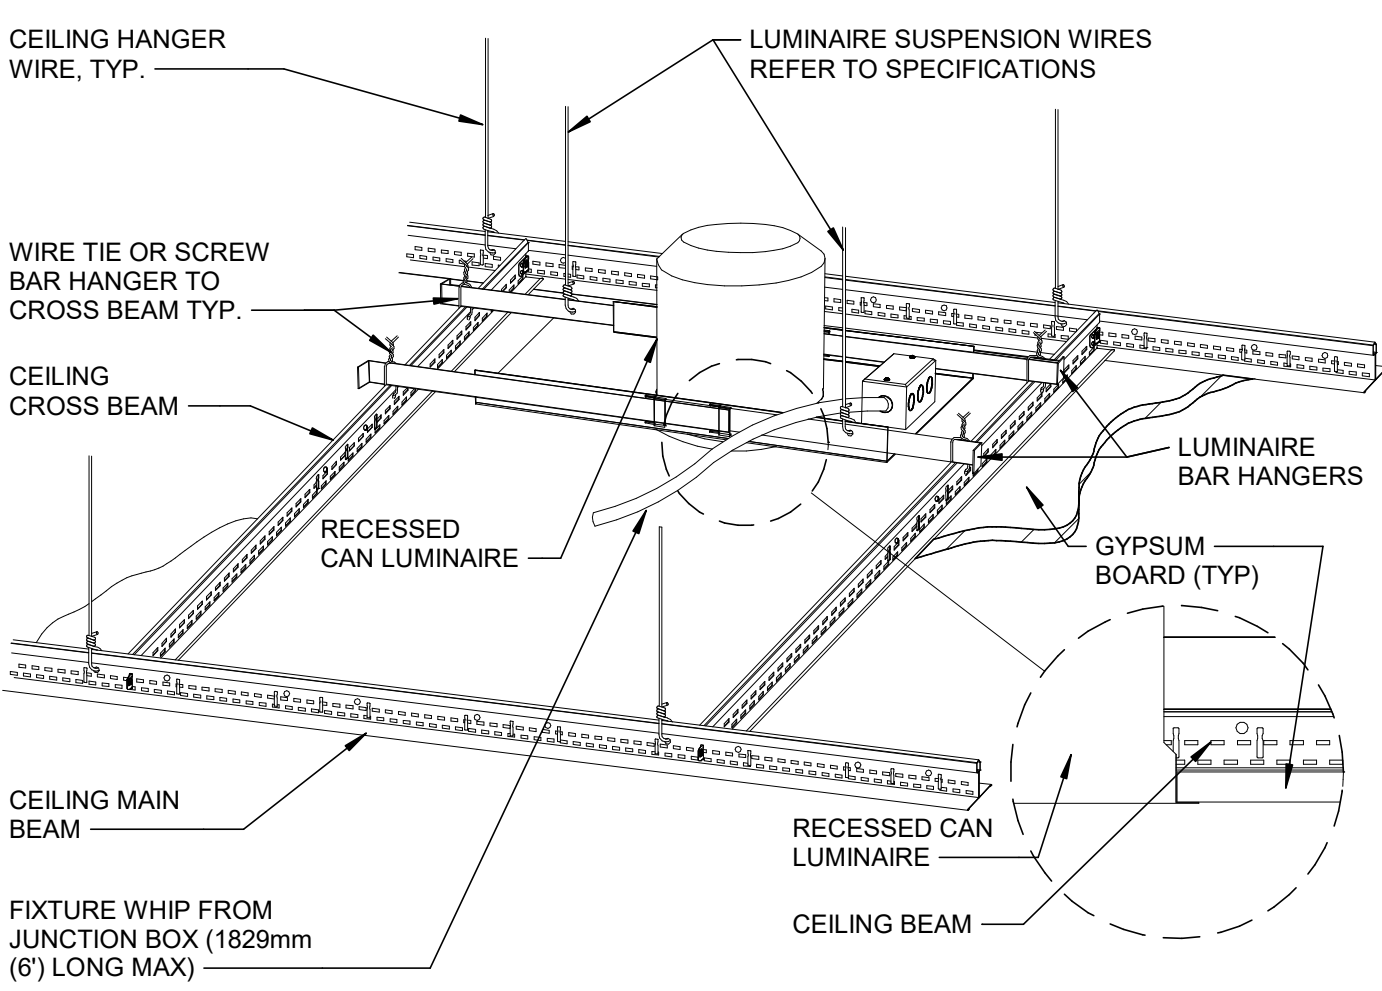 CEILING HANGER
WIRE, TYP.
LUMINAIRE SUSPENSION WIRES
REFER TO SPECIFICATIONS
WIRE TIE OR SCREW
BAR HANGER TO
CROSS BEAM TYP.
CEILING
CROSS BEAM
LUMINAIRE
BAR HANGERS
RECESSED
CAN LUMINAIRE
GYPSUM
BOARD (TYP)
CEILING MAIN
BEAM
RECESSED CAN
LUMINAIRE
CEILING BEAM
FIXTURE WHIP FROM
JUNCTION BOX (1829mm
(6') LONG MAX)